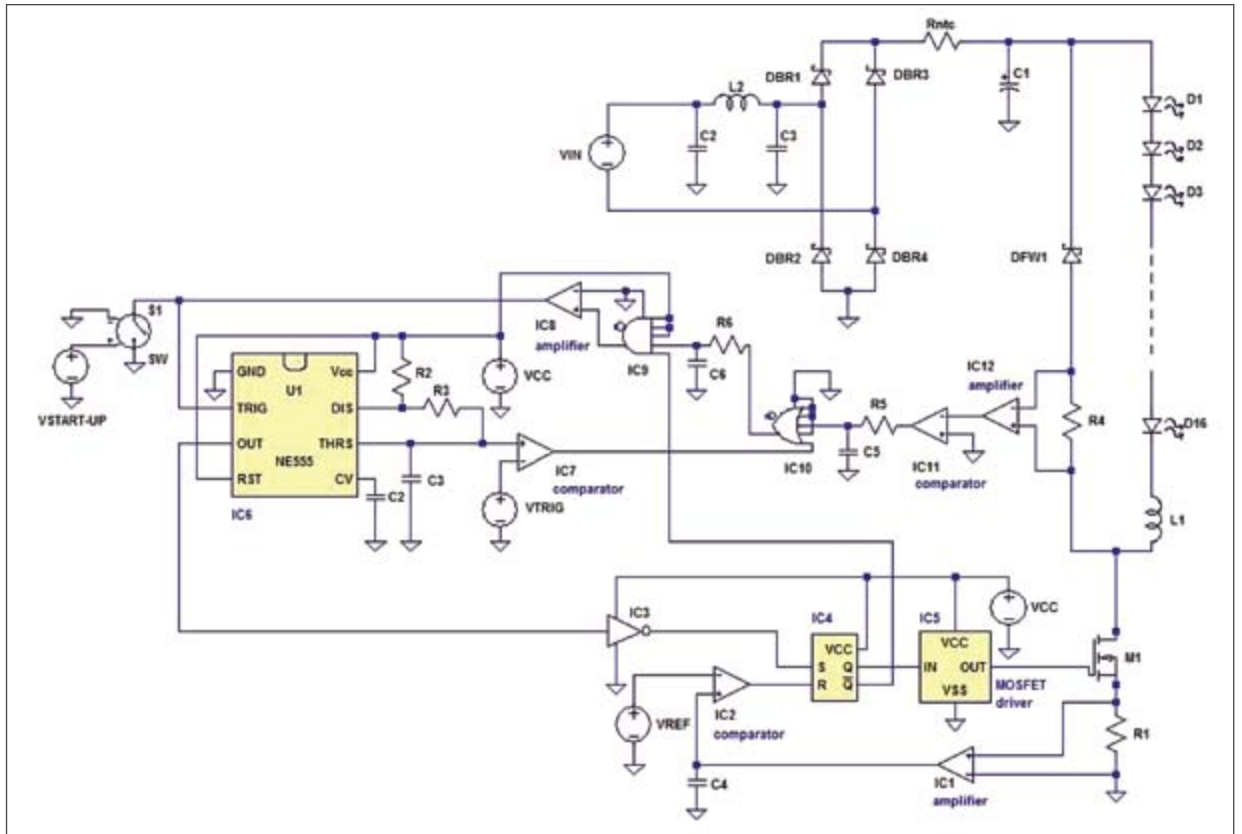 Rntc
DBR1
DBR3
C1
L2
D1
C2
C3
D2
VIN
D3
DBR2
DBR4
DFW1
S1
SW
VSTART-UP
IC8
amplifier
IC9
R6
C6
IC12
amplifier
R4
D16
GND
U1
Vcc
R2
VCC
R3
TRIG
DIS
OUT
THRS
NE555
RST
CV
IC6
C2
C3
IC7
comparator
VTRIG
IC10
R5
C5
IC11
comparator
L1
IC3
IC4
IC5
VCC
VCC
VCC
S
Q
IN
OUT
R
Q
VSS
MOSFET
driver
M1
VREF
IC2
comparator
R1
C4
IC1
amplifier